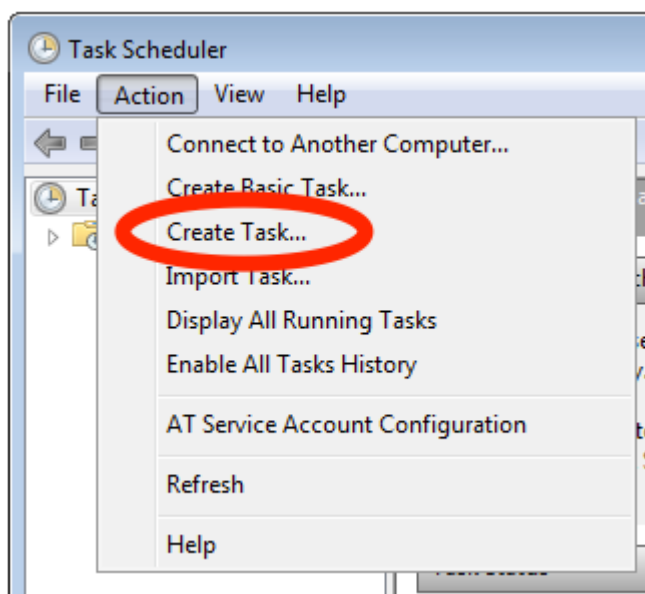 Task Scheduler
File Action View Help
Connect to Another Computer...
Create Basic Task...
Create Task...
Import Task...
Display All Running Tasks
Enable All Tasks History
AT Service Account Configuration
Refresh
Help